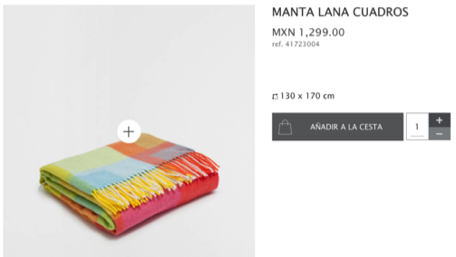 MANTA LANA CUADROS
MXN 1,299.00
ref. 41723004
130 x 170 cm
AÑADIR A LA CESTA
1
+
−